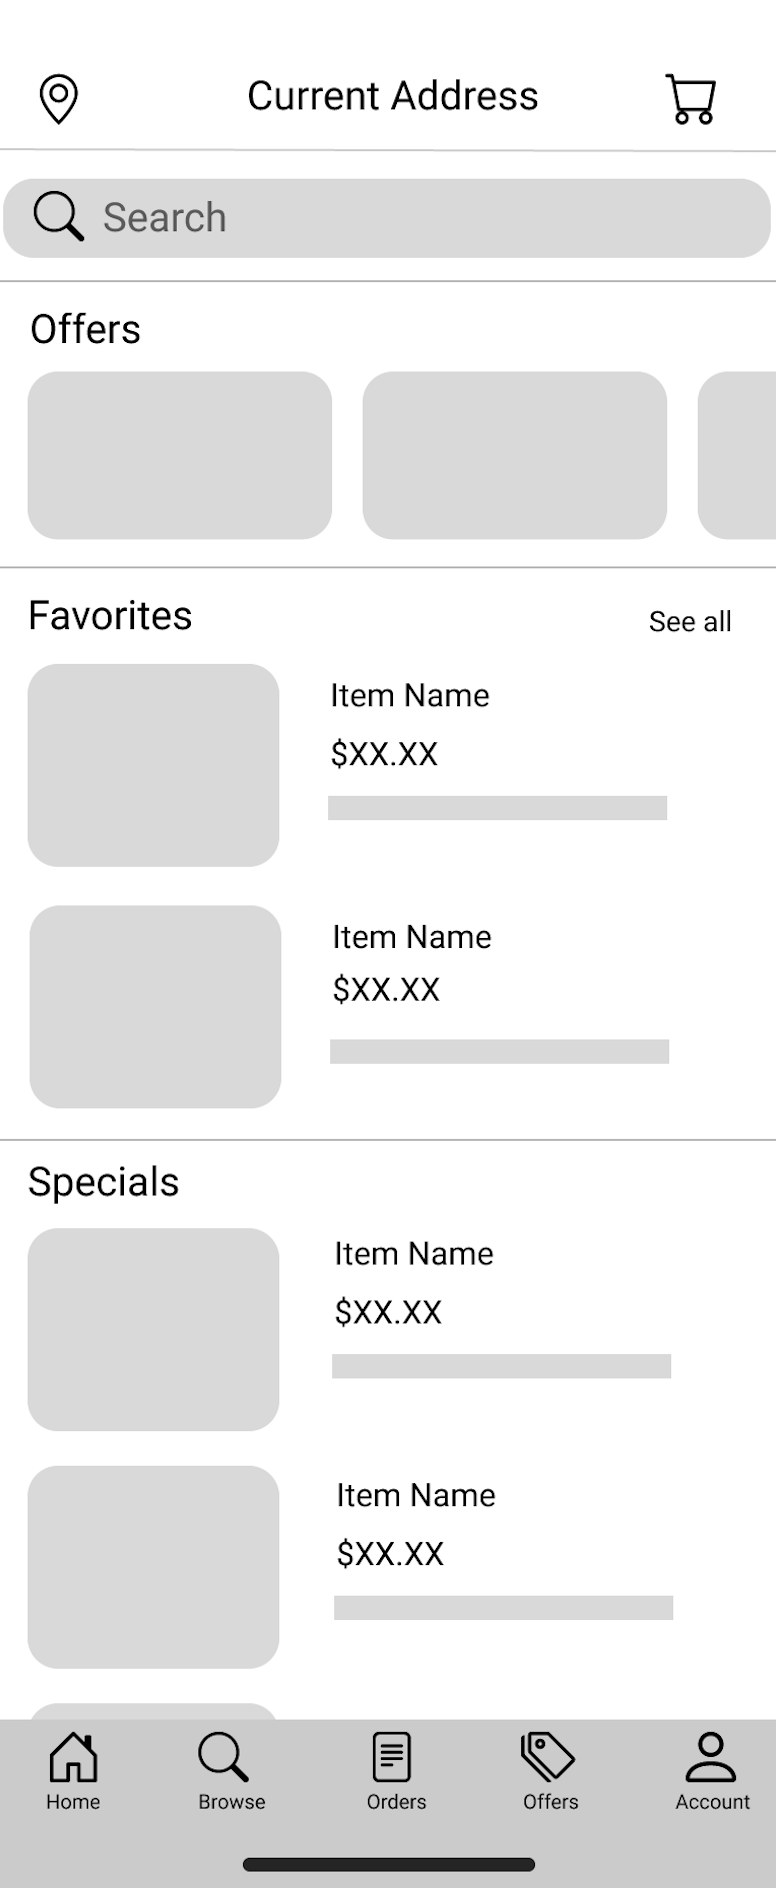 Current Address
Search
Offers
Favorites
See all
Item Name
$XX.XX
Item Name
$XX.XX
Specials
Item Name
$XX.XX
Item Name
$XX.XX
Home
Browse
Orders
Offers
Account